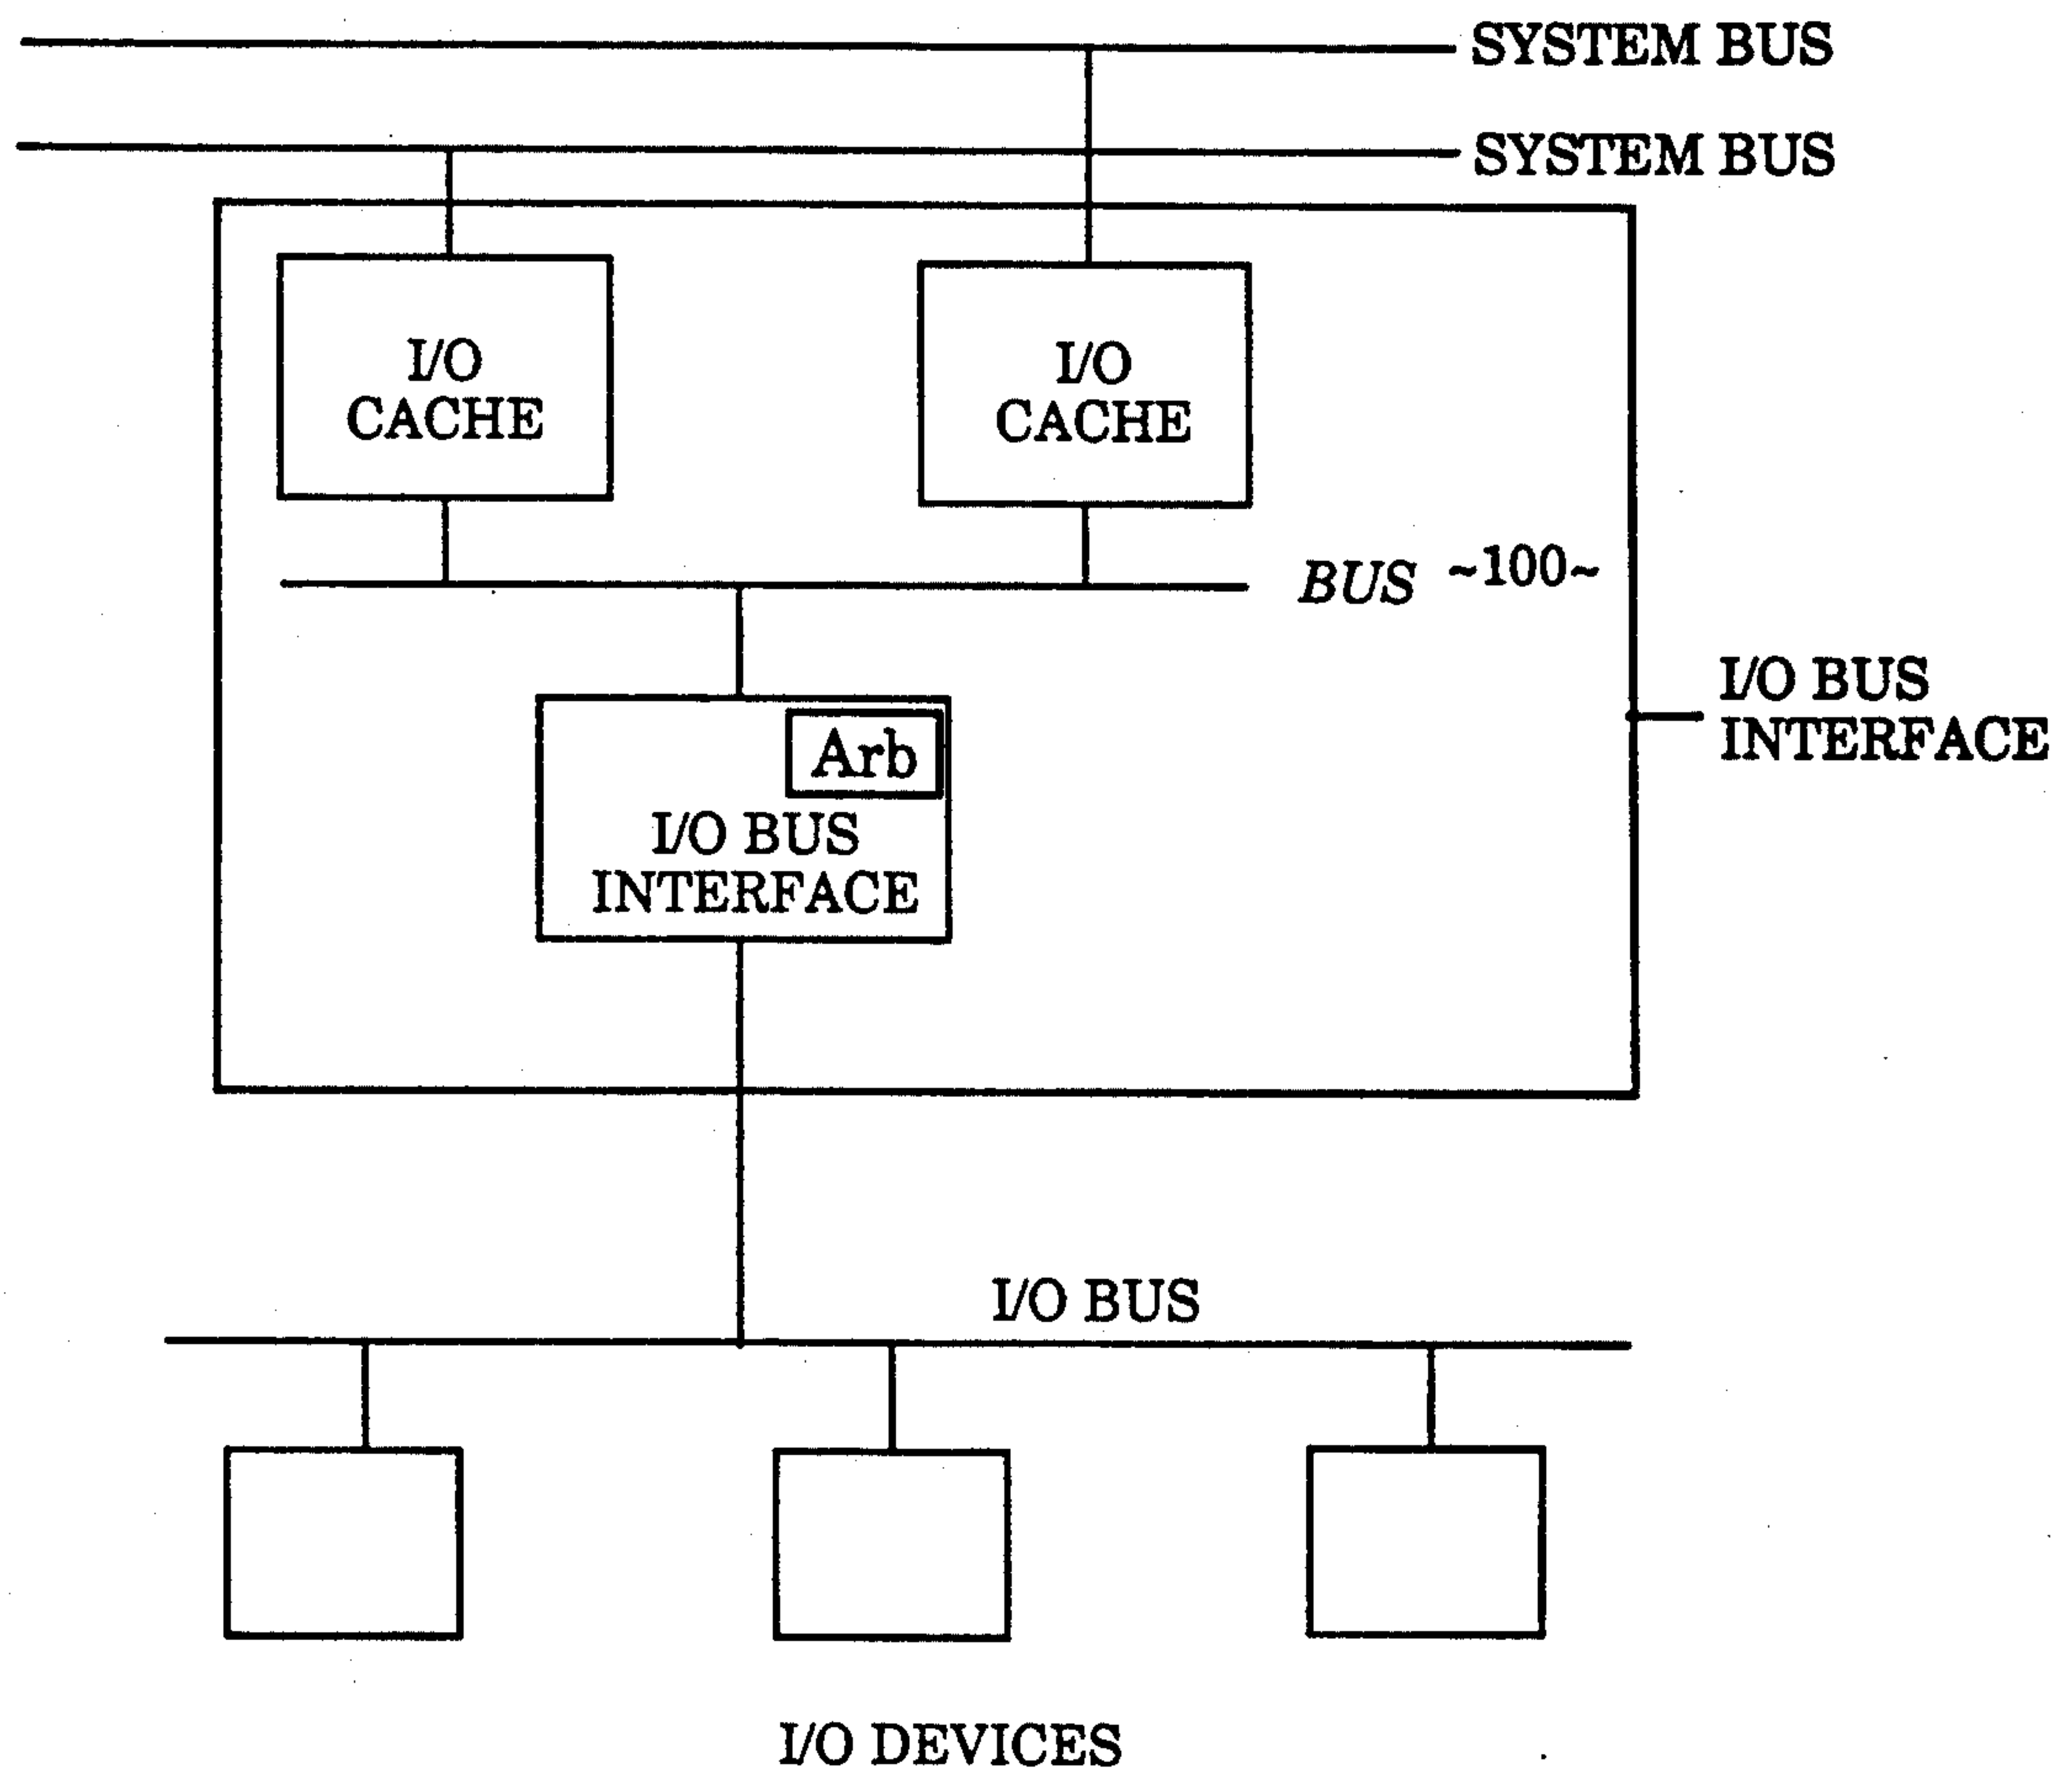 SYSTEM BUS
SYSTEM BUS
I/O
CACHE
I/O
CACHE
BUS ~100~
I/O BUS
INTERFACE
Arb
I/O BUS
INTERFACE
I/O BUS
I/O DEVICES